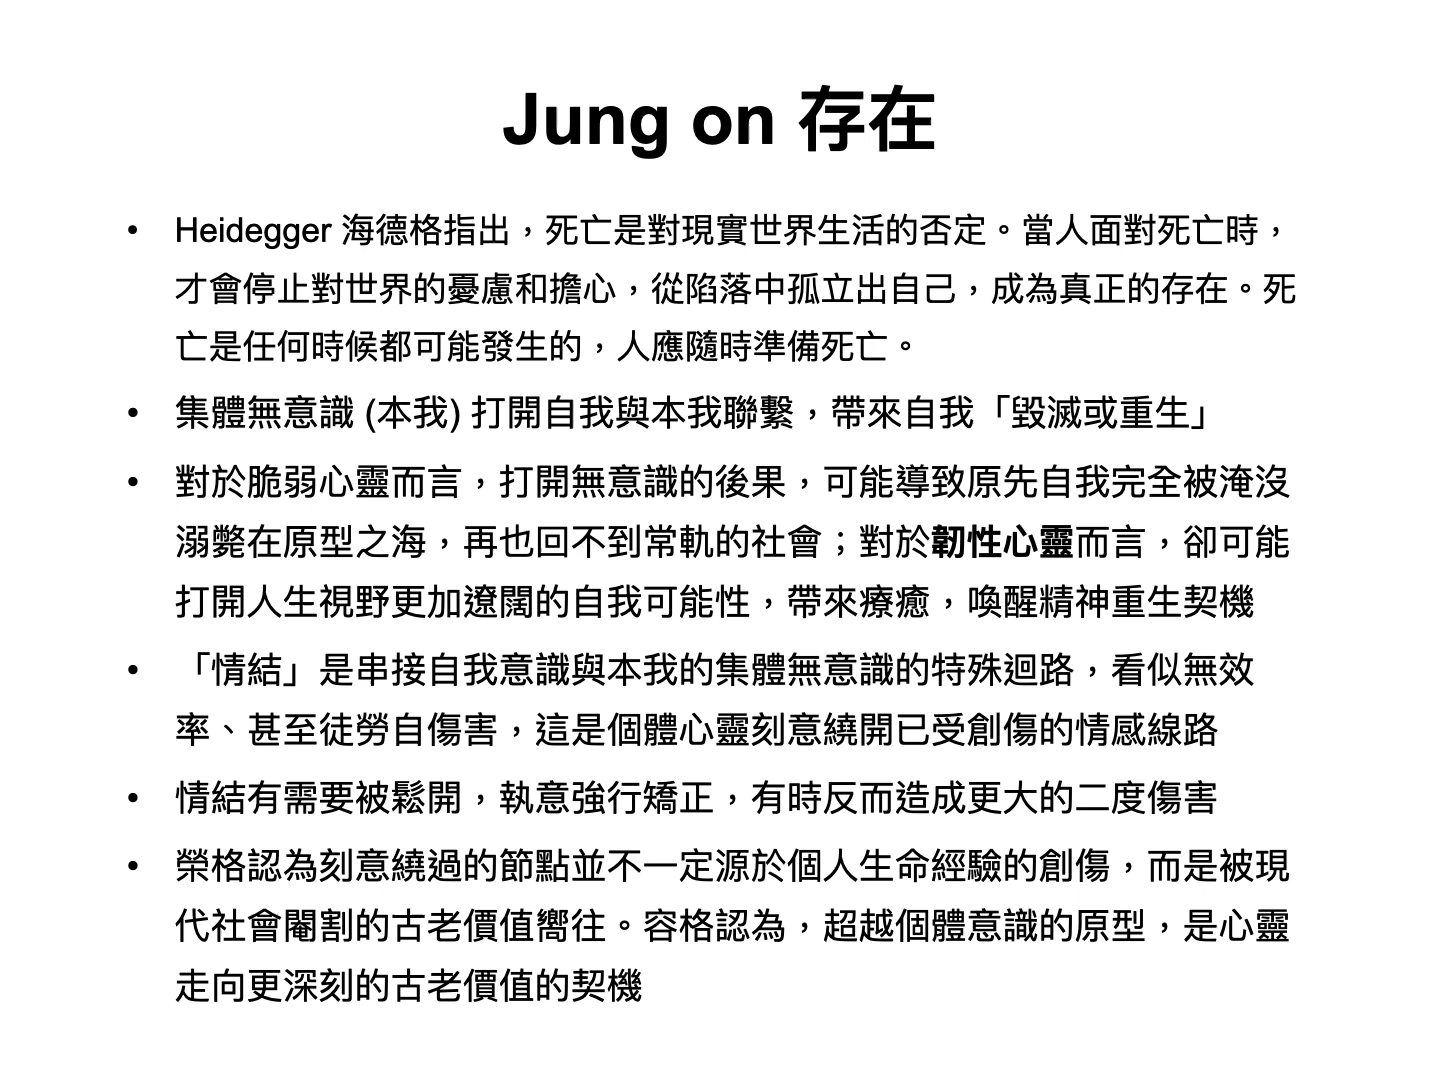 Jung on 存在
• Heidegger 海德格指出，死亡是對現實世界生活的否定。當人面對死亡時，
才會停止對世界的憂慮和擔心，從陷落中孤立出自己，成為真正的存在。死
亡是任何時候都可能發生的，人應隨時準備死亡。
• 集體無意識 (本我) 打開自我與本我聯繫，帶來自我「毀滅或重生」
• 對於脆弱心靈而言，打開無意識的後果，可能導致原先自我完全被淹沒
溺斃在原型之海，再也回不到常軌的社會；對於韌性心靈而言，卻可能
打開人生視野更加遼闊的自我可能性，帶來療癒，喚醒精神重生契機
• 「情結」是串接自我意識與本我的集體無意識的特殊迴路，看似無效
率、甚至徒勞自傷害，這是個體心靈刻意繞開已受創傷的情感線路
• 情結有需要被鬆開，執意強行矯正，有時反而造成更大的二度傷害
• 榮格認為刻意繞過的節點並不一定源於個人生命經驗的創傷，而是被現
代社會閹割的古老價值嚮往。容格認為，超越個體意識的原型，是心靈
走向更深刻的古老價值的契機